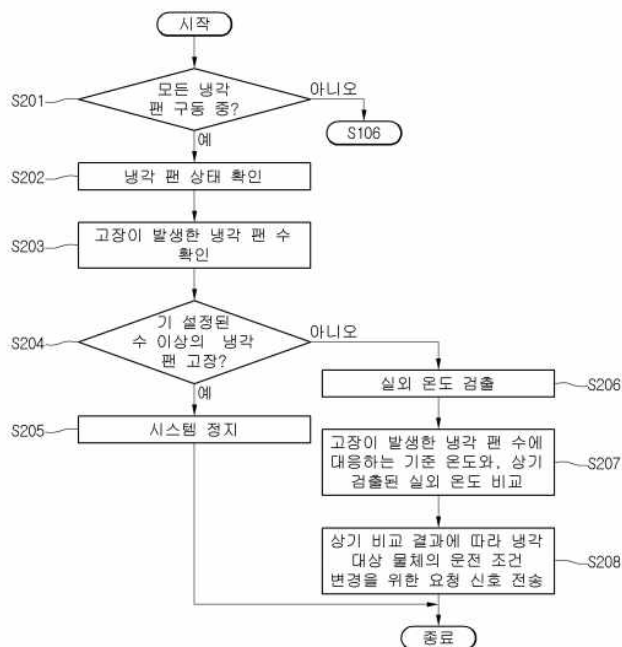 시작
S201
모든 냉각
팬 구동 중?
아니오
S106
예
S202
냉각 팬 상태 확인
S203
고장이 발생한 냉각 팬 수
확인
S204
기 설정된
수 이상의 냉각
팬 고장?
아니오
예
S205
시스템 정지
실외 온도 검출
S206
고장이 발생한 냉각 팬 수에
대응하는 기준 온도와, 상기
검출된 실외 온도 비교
S207
상기 비교 결과에 따라 냉각
대상 물체의 운전 조건
변경을 위한 요청 신호 전송
S208
종료